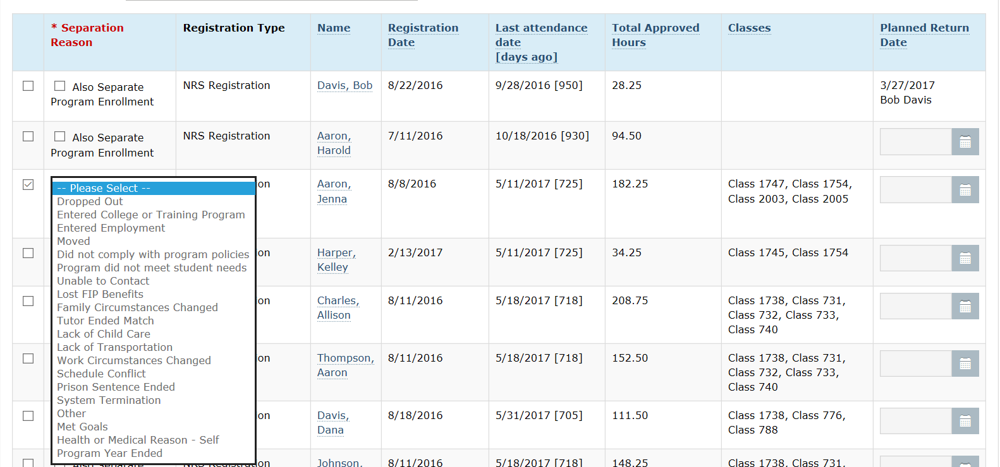 * Separation Reason
Registration Type
Name
Registration Date
Last attendance date [days ago]
Total Approved Hours
Classes
Planned Return Date
Also Separate
Program Enrollment
NRS Registration
Davis, Bob
8/22/2016
9/28/2016 [950]
28.25
3/27/2017
Bob Davis
Also Separate
Program Enrollment
NRS Registration
Aaron,
Harold
7/11/2016
10/18/2016 [930]
94.50
-- Please Select --
Dropped Out
Entered College or Training Program
Entered Employment
Moved
Did not comply with program policies
Program did not meet student needs
Unable to Contact
Lost FIP Benefits
Family Circumstances Changed
Tutor Ended Match
Lack of Child Care
Lack of Transportation
Work Circumstances Changed
Schedule Conflict
Prison Sentence Ended
System Termination
Other
Met Goals
Health or Medical Reason - Self
Program Year Ended
on
Aaron,
Jenna
8/8/2016
5/11/2017 [725]
182.25
Class 1747, Class 1754,
Class 2003, Class 2005
on
Harper,
Kelley
2/13/2017
5/11/2017 [725]
34.25
Class 1745, Class 1754
on
Charles,
Allison
8/11/2016
5/18/2017 [718]
208.75
Class 1738, Class 731,
Class 732, Class 733,
Class 740
on
Thompson,
Aaron
8/11/2016
5/18/2017 [718]
152.50
Class 1738, Class 731,
Class 732, Class 733,
Class 740
on
Davis,
Dana
8/18/2016
5/31/2017 [705]
111.50
Class 1738, Class 776,
Class 788
Also Separate
NRS Registration
Johnson,
8/11/2016
5/18/2017 [718]
148.25
Class 1738, Class 731,